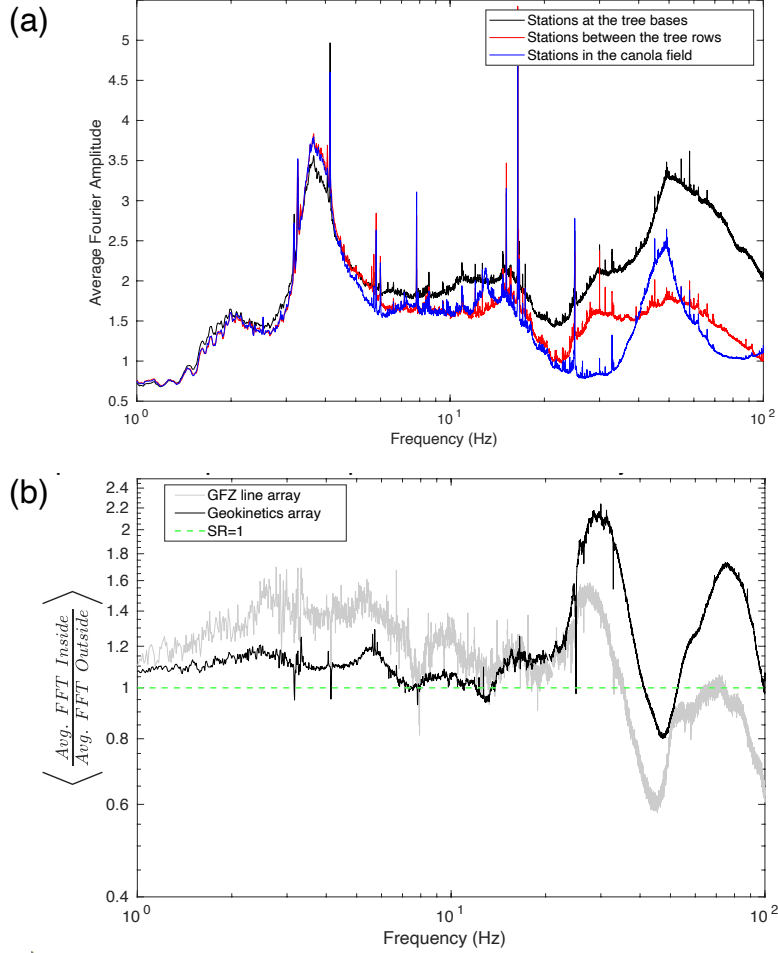 (a)
Stations at the tree bases
Stations between the tree rows
Stations in the canola field
5
4.5
4
3.5
3
2.5
2
1.5
1
0.5
Average Fourier Amplitude
10^0
10^1
10^2
Frequency (Hz)
(b)
GFZ line array
Geokinetics array
SR=1
2.4
2.2
2
1.8
1.6
1.4
1.2
1
0.8
0.6
0.4
⟨ Avg. FFT Inside
Avg. FFT Outside ⟩
10^0
10^1
10^2
Frequency (Hz)